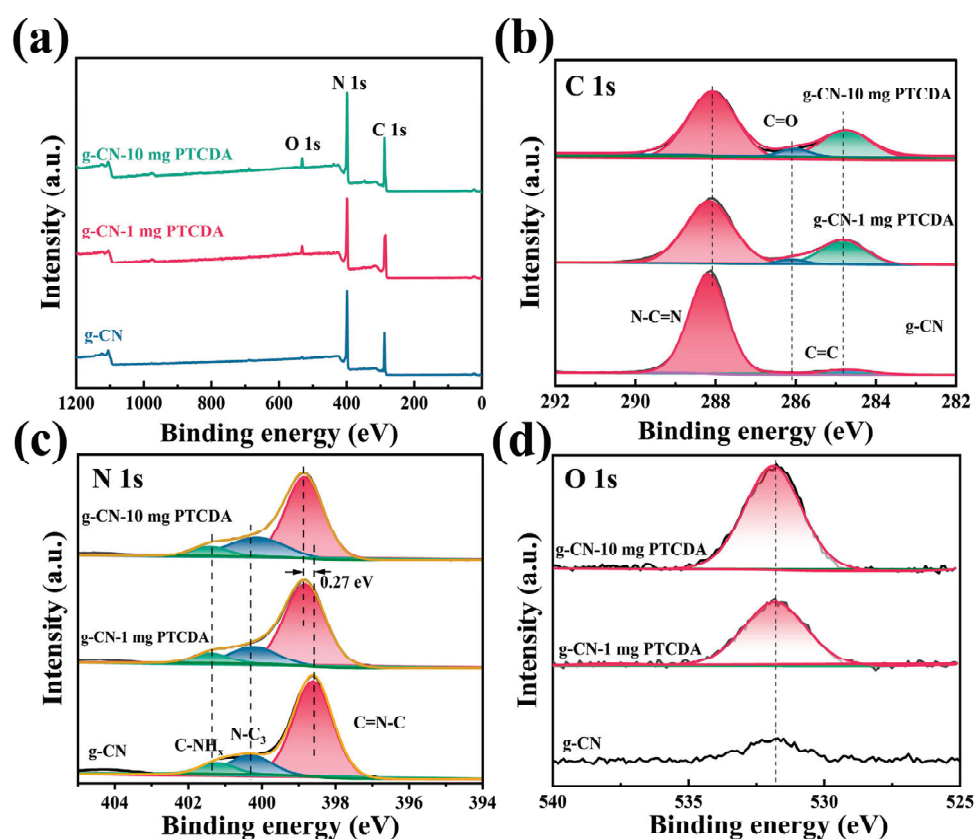 (a)
N 1s
C 1s
O 1s
g-CN-10 mg PTCDA
g-CN-1 mg PTCDA
g-CN
Intensity (a.u.)
1200 1000 800 600 400 200 0
Binding energy (eV)
(b)
C 1s
g-CN-10 mg PTCDA
C=O
g-CN-1 mg PTCDA
N-C=N
g-CN
C=C
Intensity (a.u.)
292 290 288 286 284 282
Binding energy (eV)
(c)
N 1s
g-CN-10 mg PTCDA
0.27 eV
g-CN-1 mg PTCDA
C=N-C
N-C₃
C-NHₓ
g-CN
Intensity (a.u.)
404 402 400 398 396 394
Binding energy (eV)
(d)
O 1s
g-CN-10 mg PTCDA
g-CN-1 mg PTCDA
g-CN
Intensity (a.u.)
540 535 530 525
Binding energy (eV)